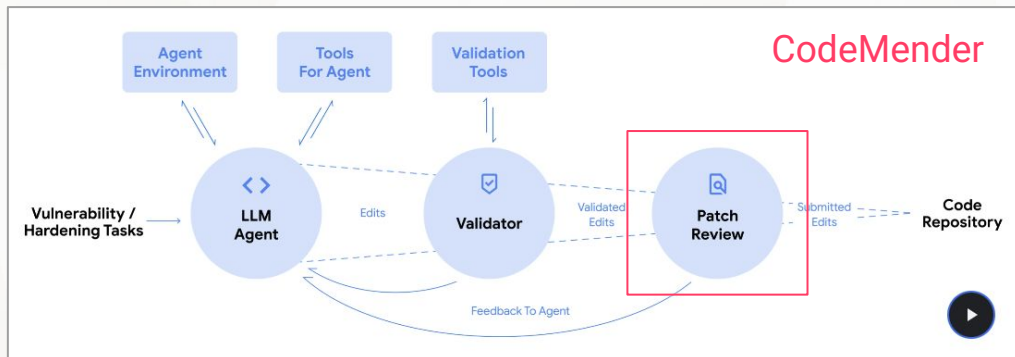 CodeMender
Agent
Environment
Tools
For Agent
Validation
Tools
Vulnerability /
Hardening Tasks
LLM
Agent
Edits
Validator
Validated
Edits
Patch
Review
Submitted
Edits
Code
Repository
Feedback To Agent